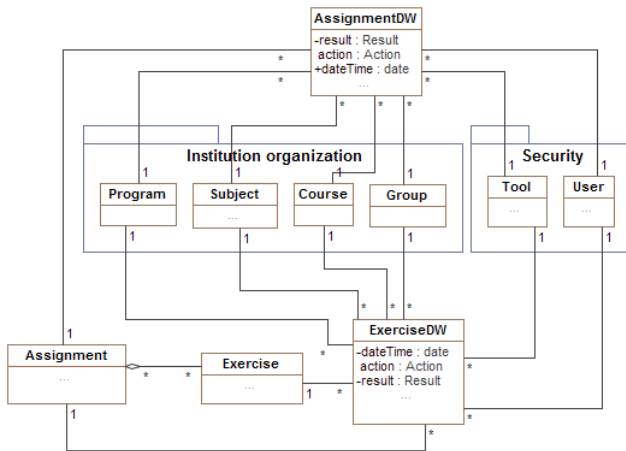 AssignmentDW
-result : Result
action : Action
+dateTime : date
...
* *
* *
* *
* * *
Institution organization
Security
1 1 1 1 1 1
Program
Subject
...
Course
Group
Tool
...
User
...
1 1 1 1 1 1
* * *
ExerciseDW
-dateTime : date
action : Action
-result : Result
...
1
Assignment
...
*
Exercise
...
* *
1 *
*
*
1 *